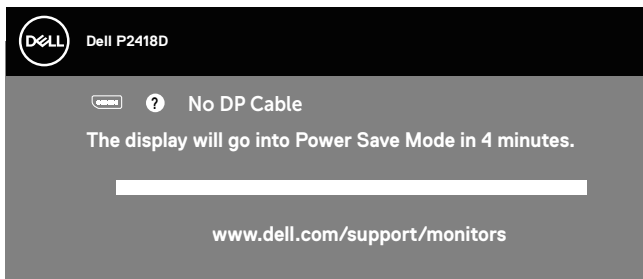 DELL
Dell P2418D
? No DP Cable
The display will go into Power Save Mode in 4 minutes.
www.dell.com/support/monitors